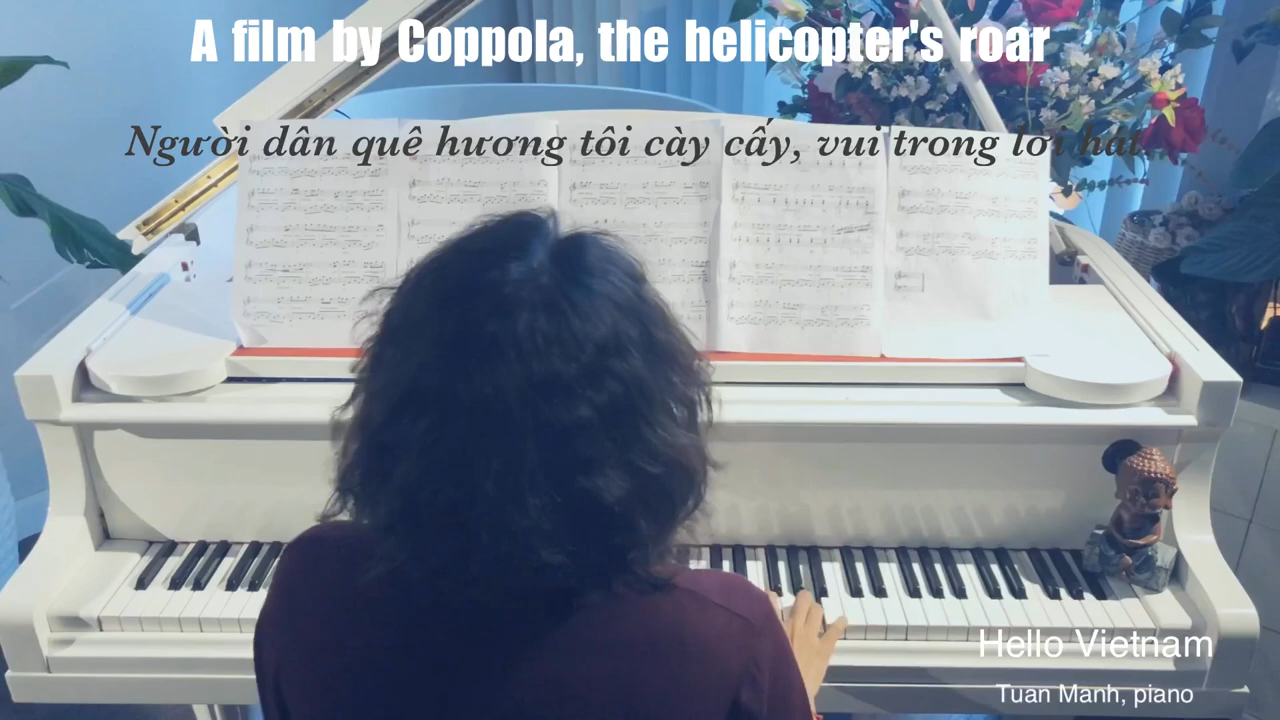 A film by Coppola, the helicopter's roar
Người dân quê hương tôi cày cấy, vui trong lời hát.
Hello Vietnam
Tuan Manh, piano